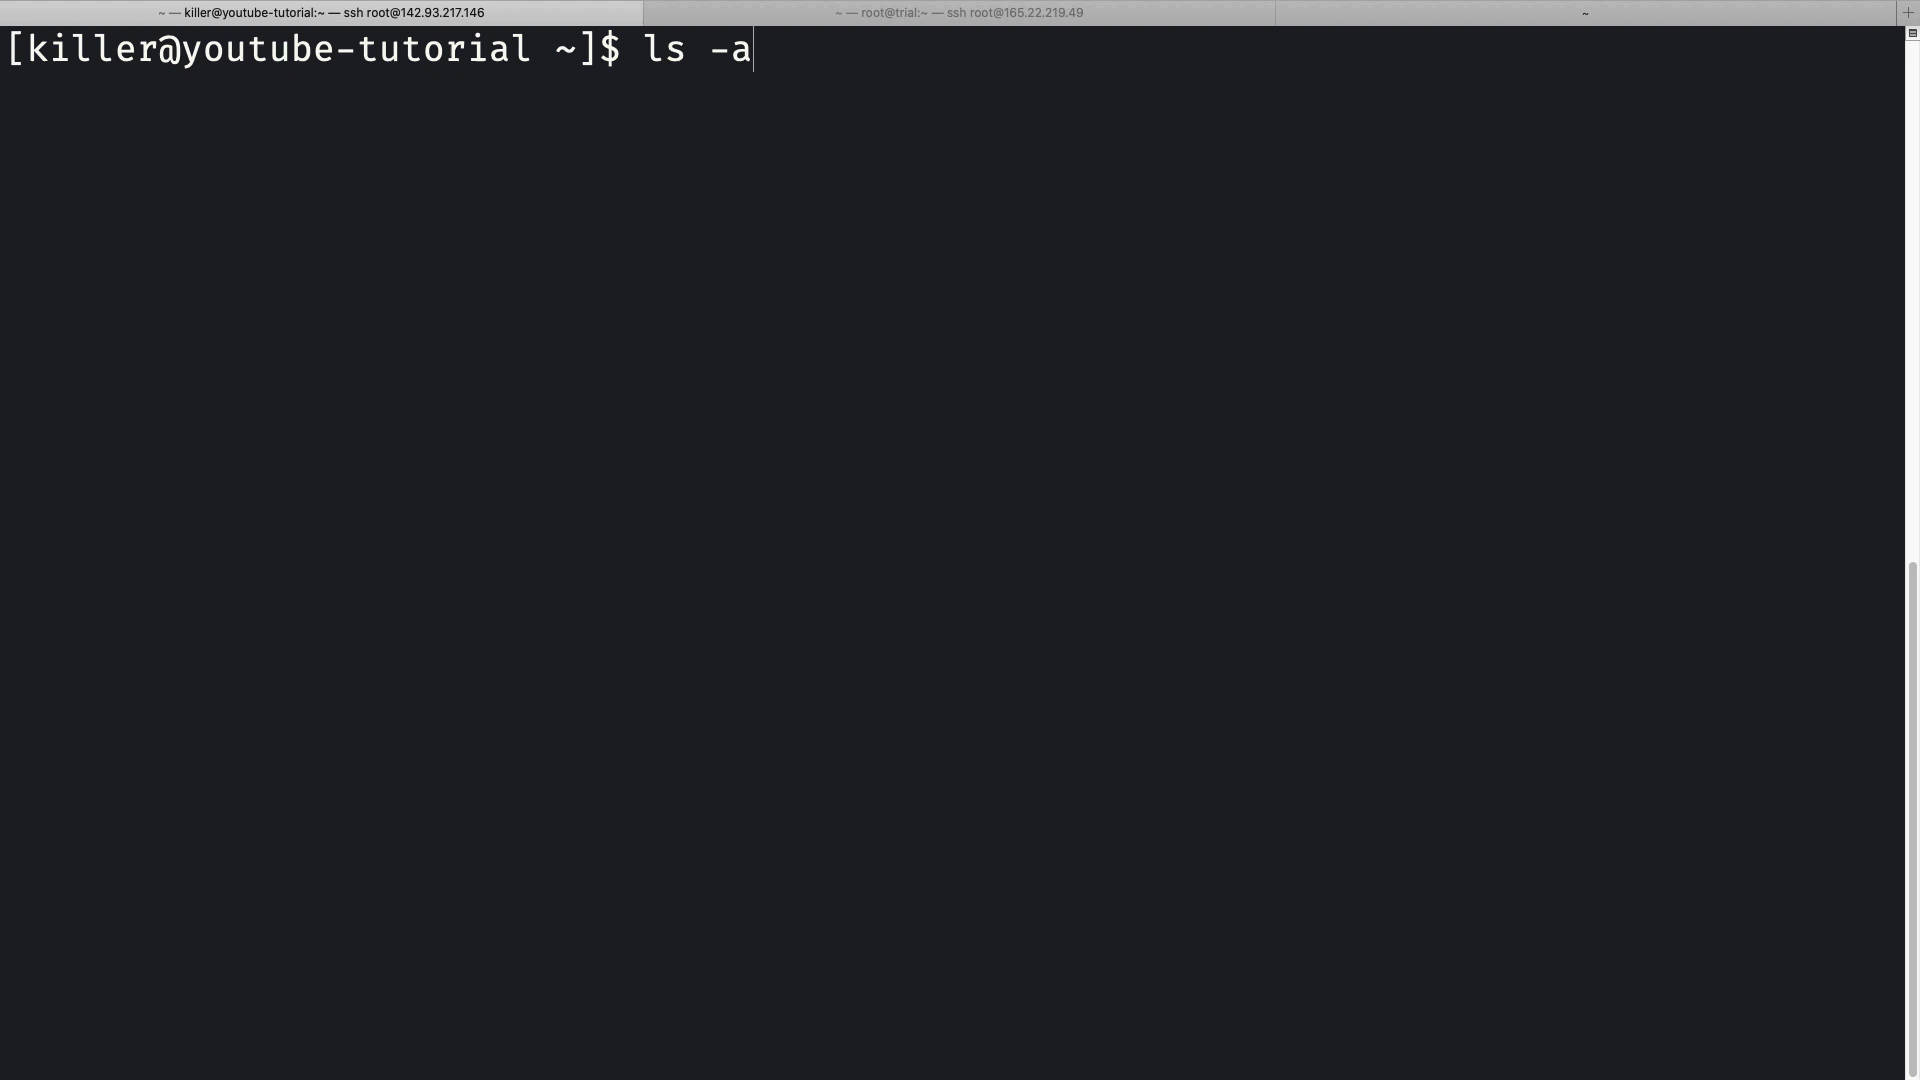 ~ — killer@youtube-tutorial:~ — ssh root@142.93.217.146
~ — root@trial:~ — ssh root@165.22.219.49
~
[killer@youtube-tutorial ~]$ ls -a